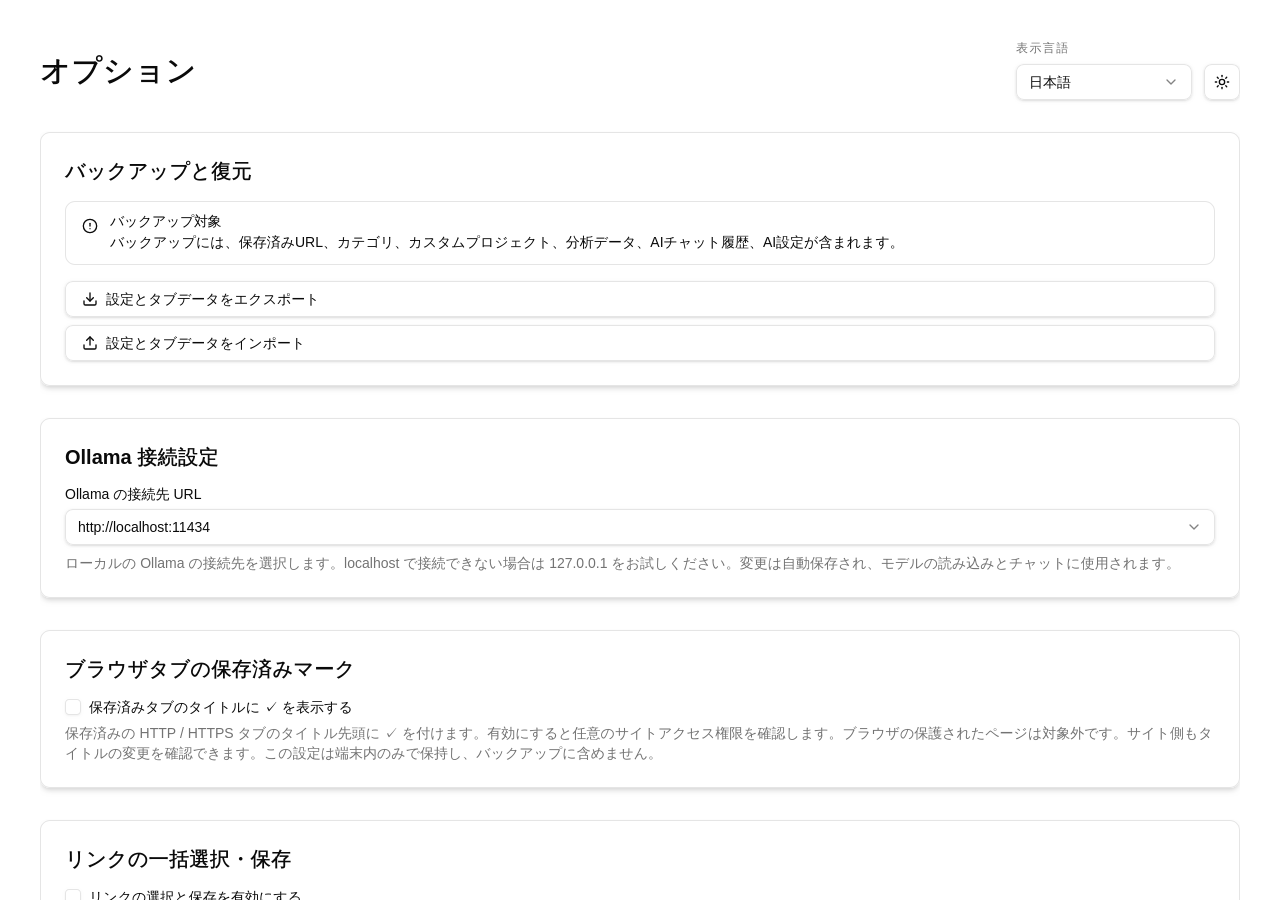 オプション
表示言語
日本語
バックアップと復元
バックアップ対象
バックアップには、保存済みURL、カテゴリ、カスタムプロジェクト、分析データ、AIチャット履歴、AI設定が含まれます。
設定とタブデータをエクスポート
設定とタブデータをインポート
Ollama 接続設定
Ollama の接続先 URL
http://localhost:11434
ローカルの Ollama の接続先を選択します。localhost で接続できない場合は 127.0.0.1 をお試しください。変更は自動保存され、モデルの読み込みとチャットに使用されます。
ブラウザタブの保存済みマーク
保存済みタブのタイトルに ✓ を表示する
保存済みの HTTP / HTTPS タブのタイトル先頭に ✓ を付けます。有効にすると任意のサイトアクセス権限を確認します。ブラウザの保護されたページは対象外です。サイト側もタ
イトルの変更を確認できます。この設定は端末内のみで保持し、バックアップに含めません。
リンクの一括選択・保存
リンクの選択と保存を有効にする